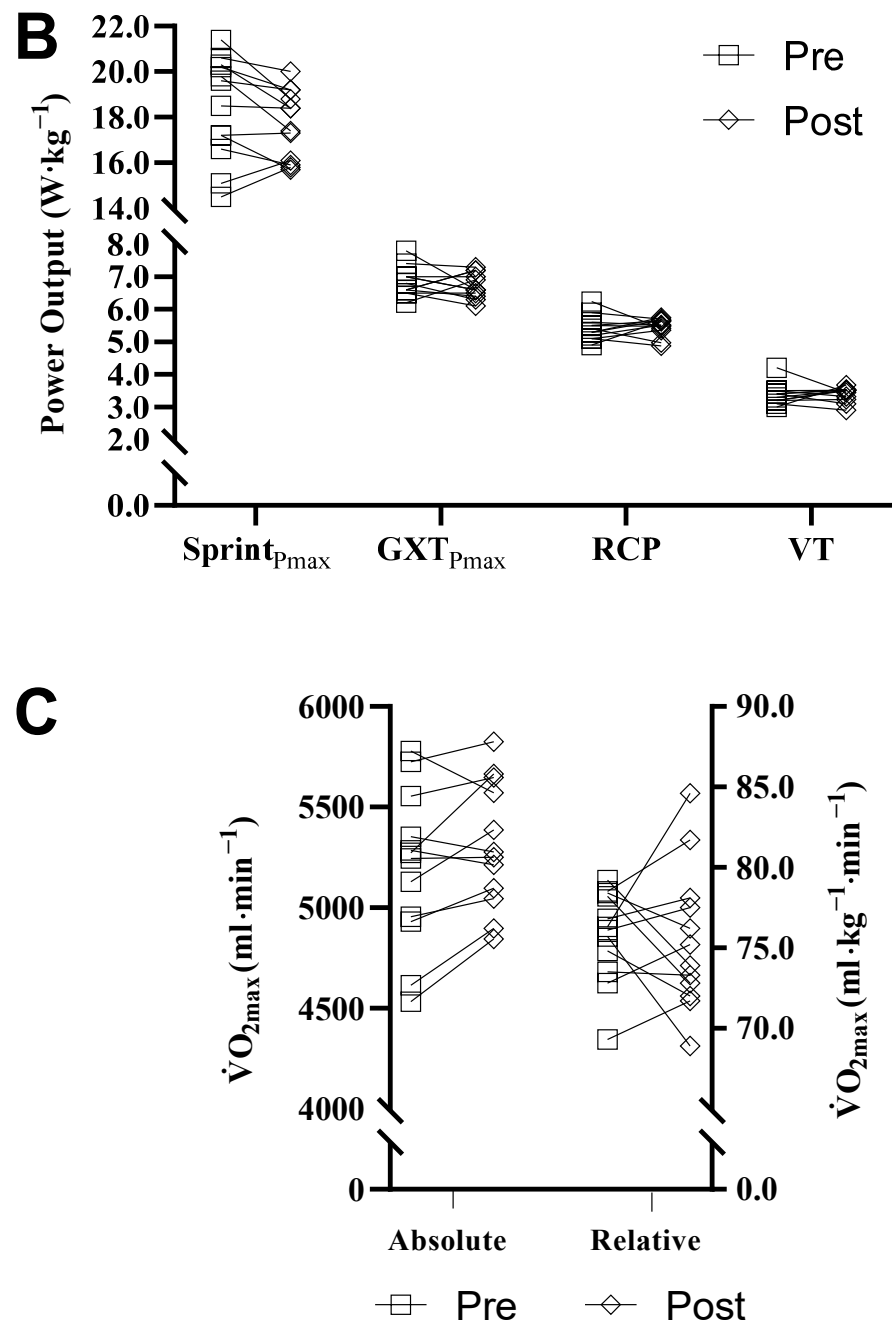 B
Pre
Post
Power Output (W·kg⁻¹)
22.0
20.0
18.0
16.0
14.0
8.0
7.0
6.0
5.0
4.0
3.0
2.0
0.0
Sprint_Pmax GXT_Pmax RCP VT
C
V̇O₂max (ml·min⁻¹)
6000
5500
5000
4500
4000
0
90.0
85.0
80.0
75.0
70.0
0.0
V̇O₂max (ml·kg⁻¹·min⁻¹)
Absolute Relative
Pre Post